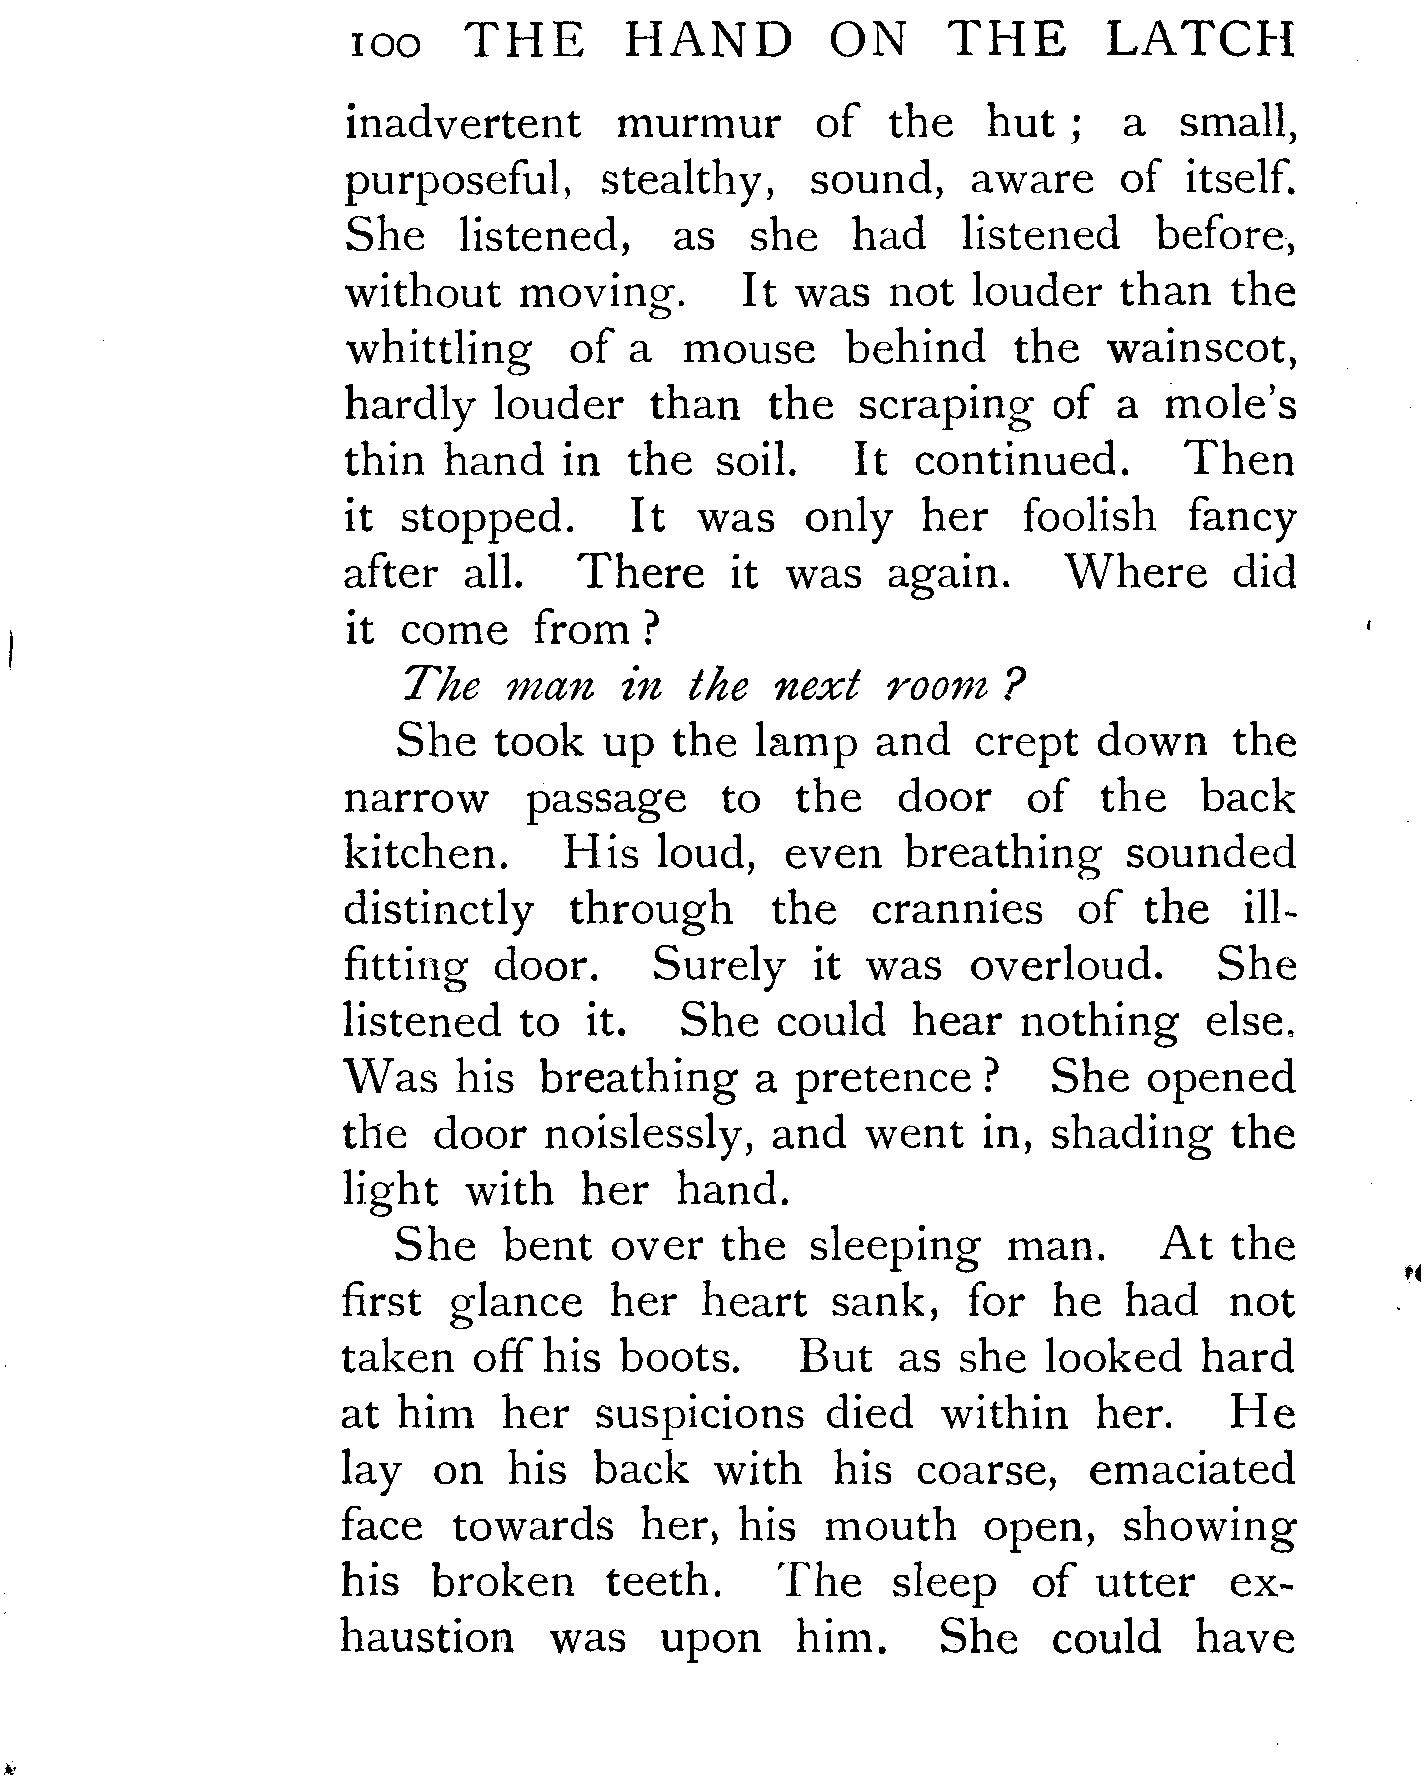 100 THE HAND ON THE LATCH
inadvertent murmur of the hut ; a small,
purposeful, stealthy, sound, aware of itself.
She listened, as she had listened before,
without moving. It was not louder than the
whittling of a mouse behind the wainscot,
hardly louder than the scraping of a mole's
thin hand in the soil. It continued. Then
it stopped. It was only her foolish fancy
after all. There it was again. Where did
it come from ?
The man in the next room ?
She took up the lamp and crept down the
narrow passage to the door of the back
kitchen. His loud, even breathing sounded
distinctly through the crannies of the ill-
fitting door. Surely it was overloud. She
listened to it. She could hear nothing else.
Was his breathing a pretence ? She opened
the door noislessly, and went in, shading the
light with her hand.
She bent over the sleeping man. At the
first glance her heart sank, for he had not
taken off his boots. But as she looked hard
at him her suspicions died within her. He
lay on his back with his coarse, emaciated
face towards her, his mouth open, showing
his broken teeth. The sleep of utter ex-
haustion was upon him. She could have